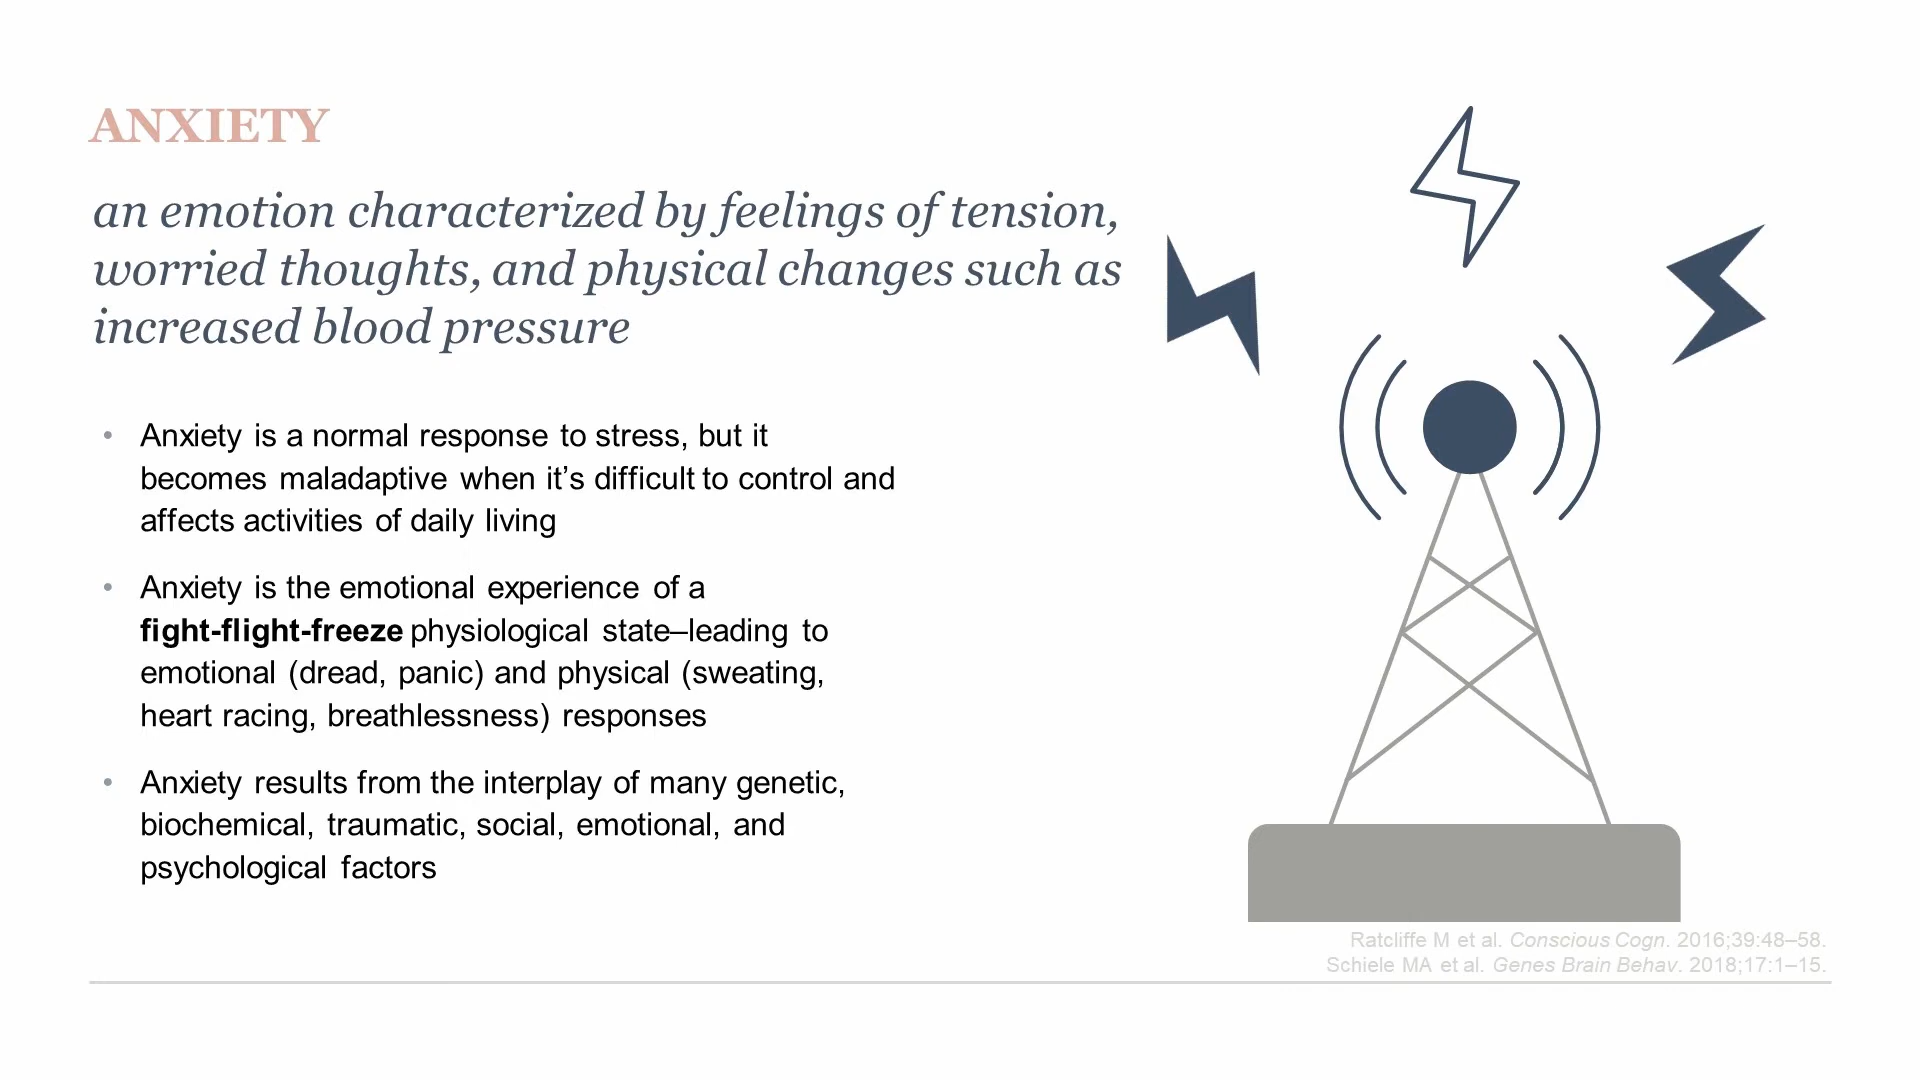 ANXIETY
an emotion characterized by feelings of tension,
worried thoughts, and physical changes such as
increased blood pressure
• Anxiety is a normal response to stress, but it
becomes maladaptive when it’s difficult to control and
affects activities of daily living
• Anxiety is the emotional experience of a
fight-flight-freeze physiological state–leading to
emotional (dread, panic) and physical (sweating,
heart racing, breathlessness) responses
• Anxiety results from the interplay of many genetic,
biochemical, traumatic, social, emotional, and
psychological factors
Ratcliffe M et al. Conscious Cogn. 2016;39:48–58.
Schiele MA et al. Genes Brain Behav. 2018;17:1–15.